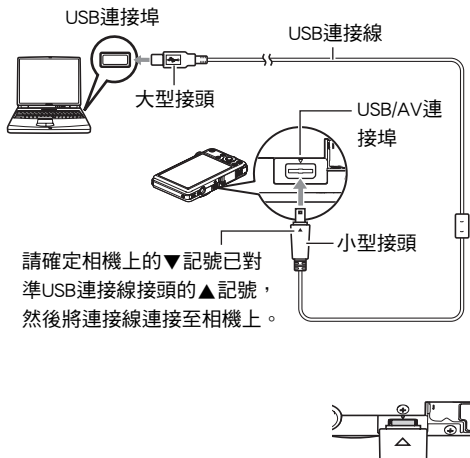 USB連接埠
USB連接線
大型接頭
USB/AV連
接埠
小型接頭
請確定相機上的▼記號已對
準USB連接線接頭的▲記號，
然後將連接線連接至相機上。